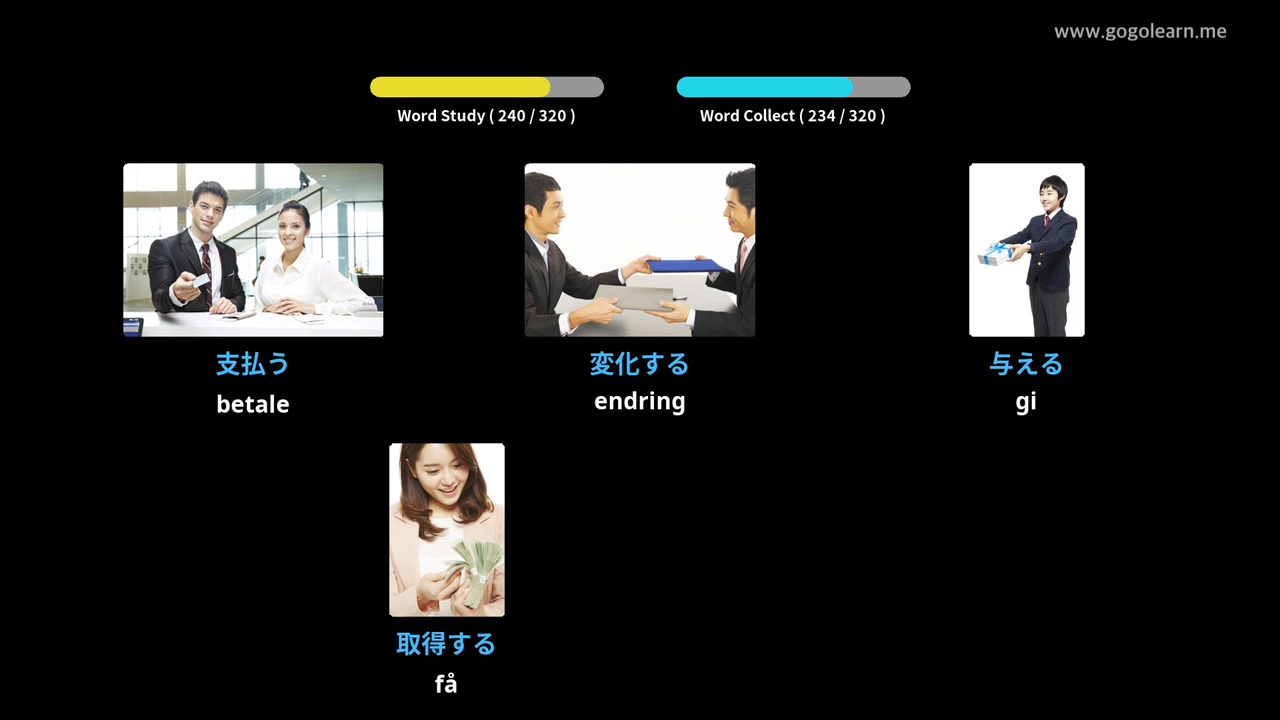 www.gogolearn.me
Word Study ( 240 / 320 )
Word Collect ( 234 / 320 )
支払う
betale
変化する
endring
与える
gi
取得する
få